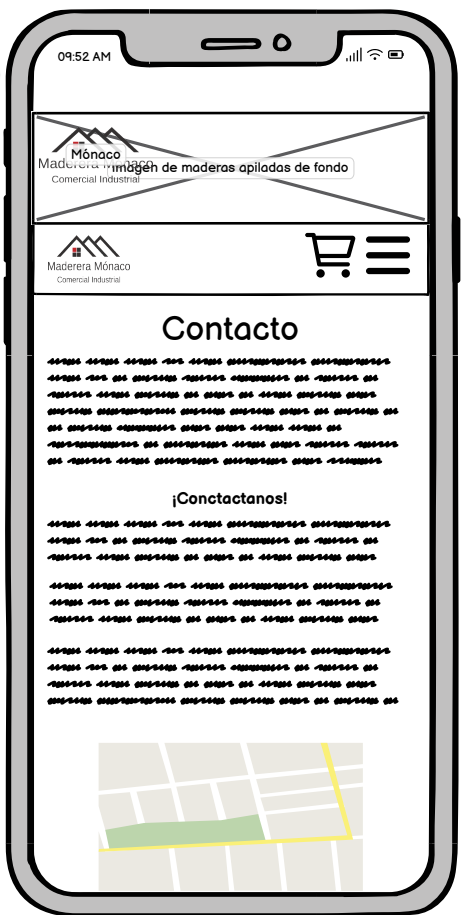 09:52 AM
Mónaco
Maderera Mónaco
Imagen de maderas apiladas de fondo
Comercial Industrial
Maderera Mónaco
Comercial Industrial
Contacto
¡Conctactanos!